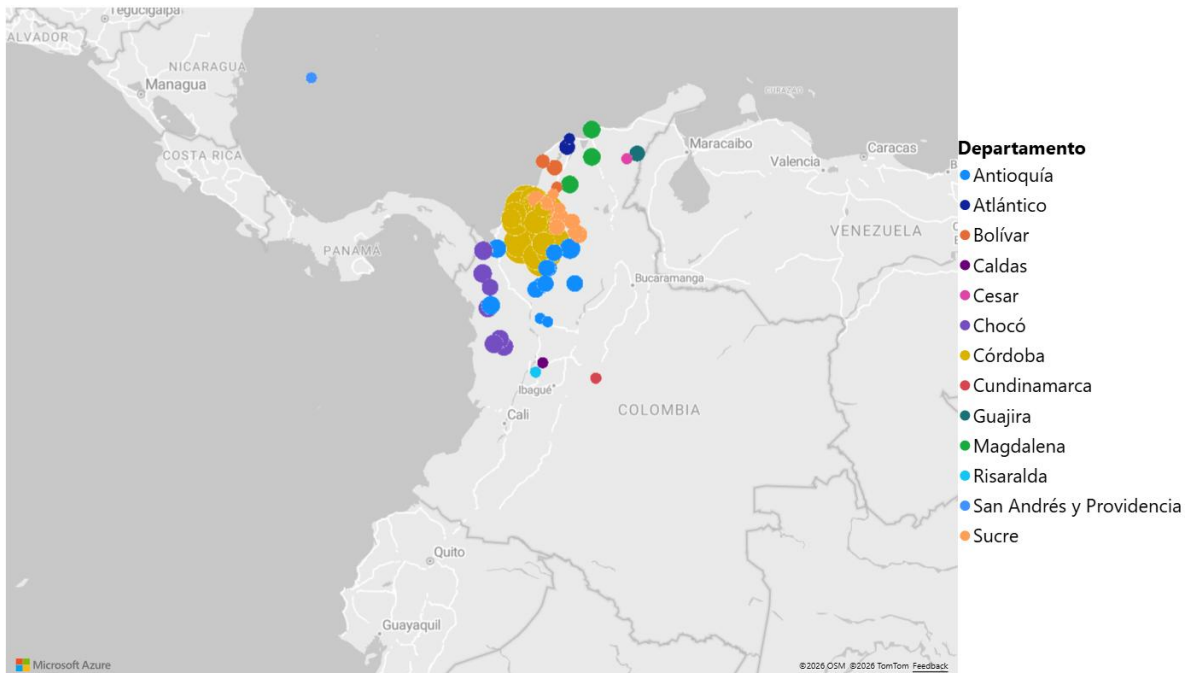 Tegucigalpa
ALVADOR
NICARAGUA
Managua
COSTA RICA
PANAMÁ
CURAZAO
Maracaibo
Caracas
Valencia
VENEZUELA
Bucaramanga
Ibagué
COLOMBIA
Cali
Quito
ECUADOR
Guayaquil
Departamento
Antioquía
Atlántico
Bolívar
Caldas
Cesar
Chocó
Córdoba
Cundinamarca
Guajira
Magdalena
Risaralda
San Andrés y Providencia
Sucre
Microsoft Azure
©2026 OSM ©2026 TomTom Feedback